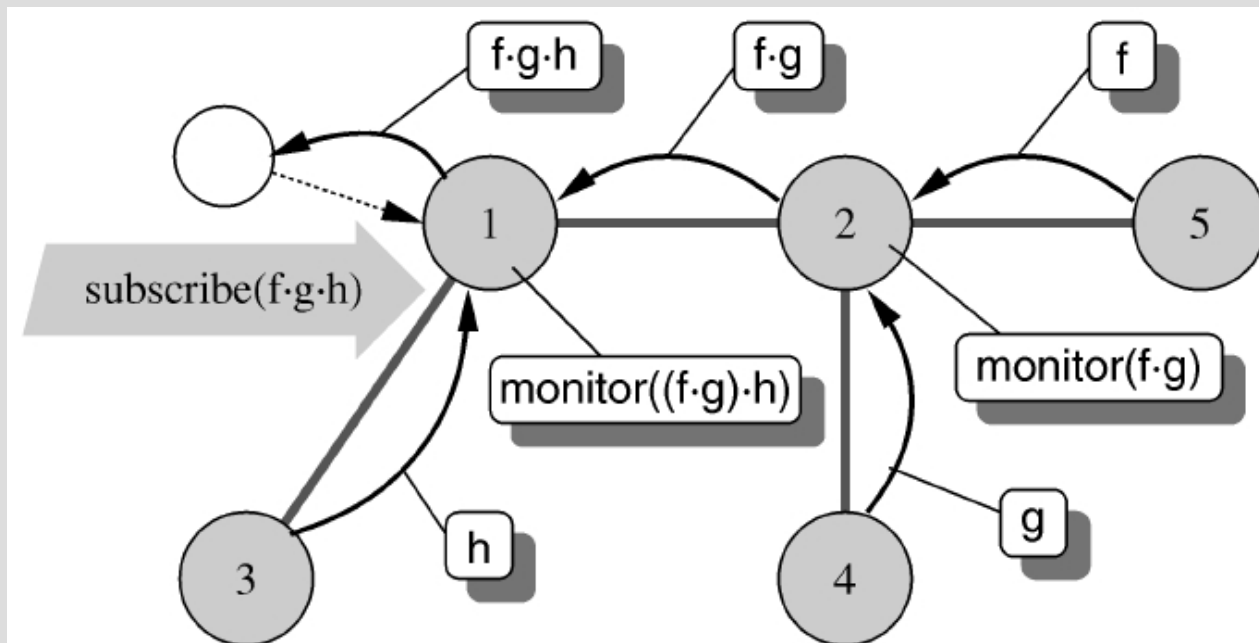 f·g·h
f·g
f
1
2
5
subscribe(f·g·h)
monitor((f·g)·h)
monitor(f·g)
h
g
3
4